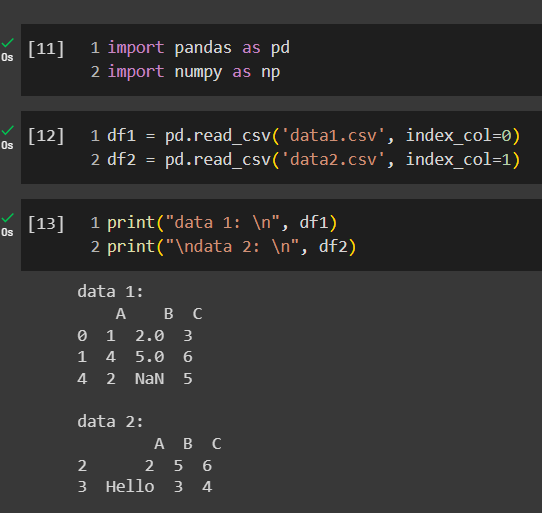 [11] 1 import pandas as pd
0s 2 import numpy as np
[12] 1 df1 = pd.read_csv('data1.csv', index_col=0)
0s 2 df2 = pd.read_csv('data2.csv', index_col=1)
[13] 1 print("data 1: \n", df1)
0s 2 print("\ndata 2: \n", df2)
data 1:
A B C
0 1 2.0 3
1 4 5.0 6
4 2 NaN 5
data 2:
A B C
2 2 5 6
3 Hello 3 4